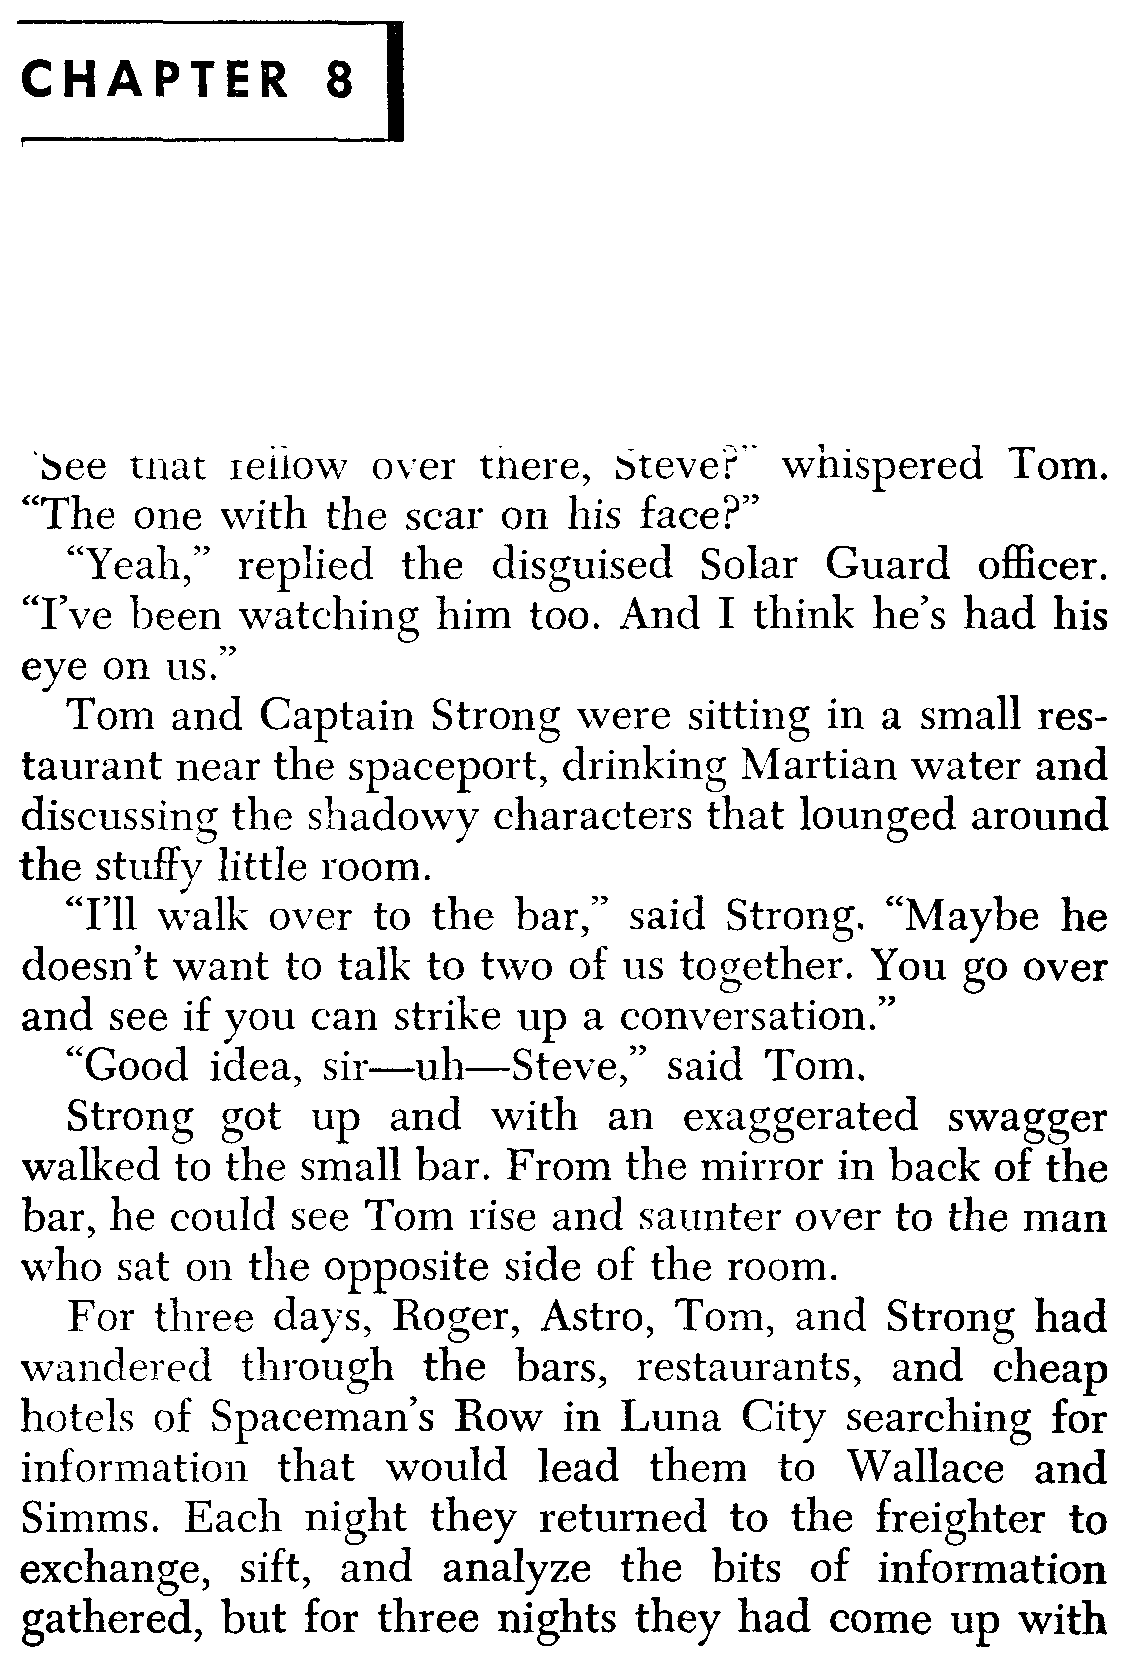 CHAPTER 8
"See that fellow over there, Steve?" whispered Tom.
"The one with the scar on his face?"
"Yeah," replied the disguised Solar Guard officer.
"I've been watching him too. And I think he's had his
eye on us."
Tom and Captain Strong were sitting in a small res-
taurant near the spaceport, drinking Martian water and
discussing the shadowy characters that lounged around
the stuffy little room.
"I'll walk over to the bar," said Strong. "Maybe he
doesn't want to talk to two of us together. You go over
and see if you can strike up a conversation."
"Good idea, sir—uh—Steve," said Tom.
Strong got up and with an exaggerated swagger
walked to the small bar. From the mirror in back of the
bar, he could see Tom rise and saunter over to the man
who sat on the opposite side of the room.
For three days, Roger, Astro, Tom, and Strong had
wandered through the bars, restaurants, and cheap
hotels of Spaceman's Row in Luna City searching for
information that would lead them to Wallace and
Simms. Each night they returned to the freighter to
exchange, sift, and analyze the bits of information
gathered, but for three nights they had come up with